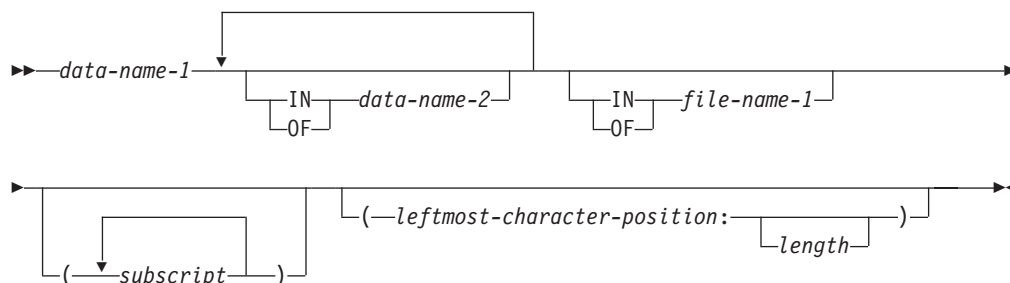 data-name-1 IN data-name-2 IN file-name-1
OF OF
( leftmost-character-position: )
length
( subscript )